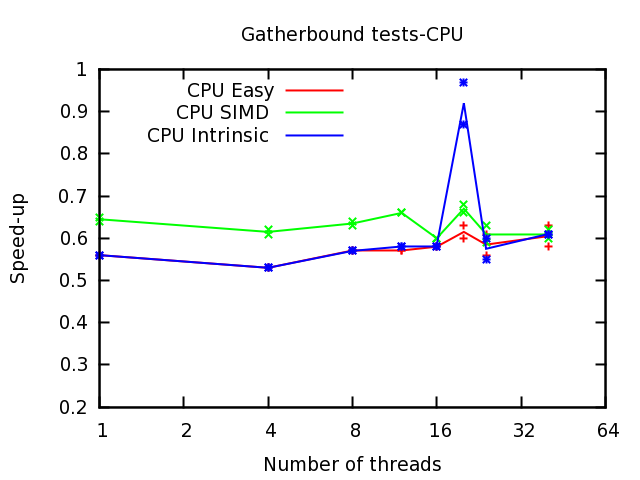 Gatherbound tests-CPU
1
0.9
0.8
0.7
0.6
0.5
0.4
0.3
0.2
Speed-up
CPU Easy
CPU SIMD
CPU Intrinsic
1 2 4 8 16 32 64
Number of threads